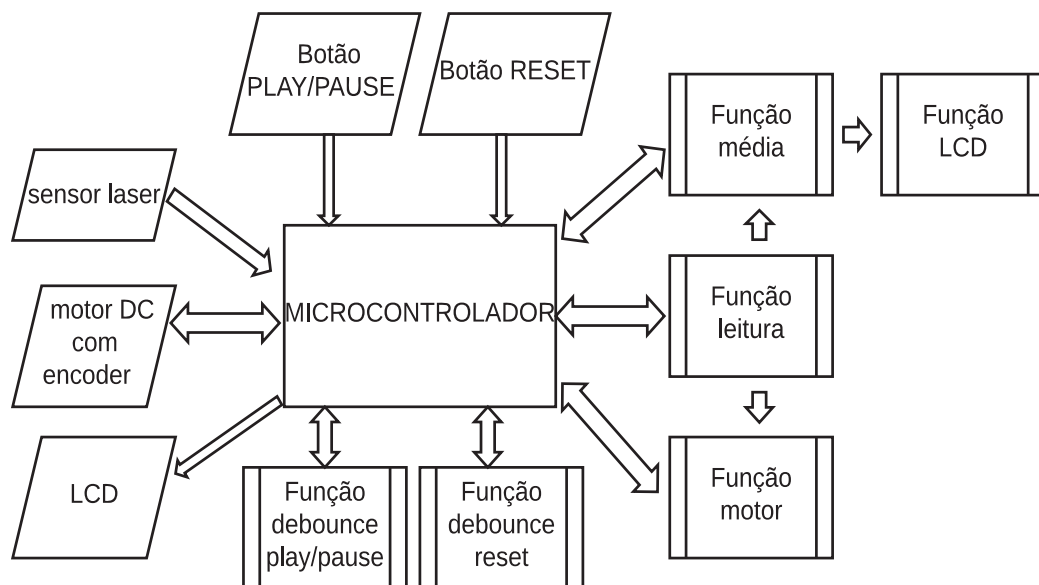 Botão
PLAY/PAUSE
Botão RESET
Função
média
Função
LCD
sensor laser
MICROCONTROLADOR
motor DC
com
encoder
Função
leitura
LCD
Função
debounce
play/pause
Função
debounce
reset
Função
motor